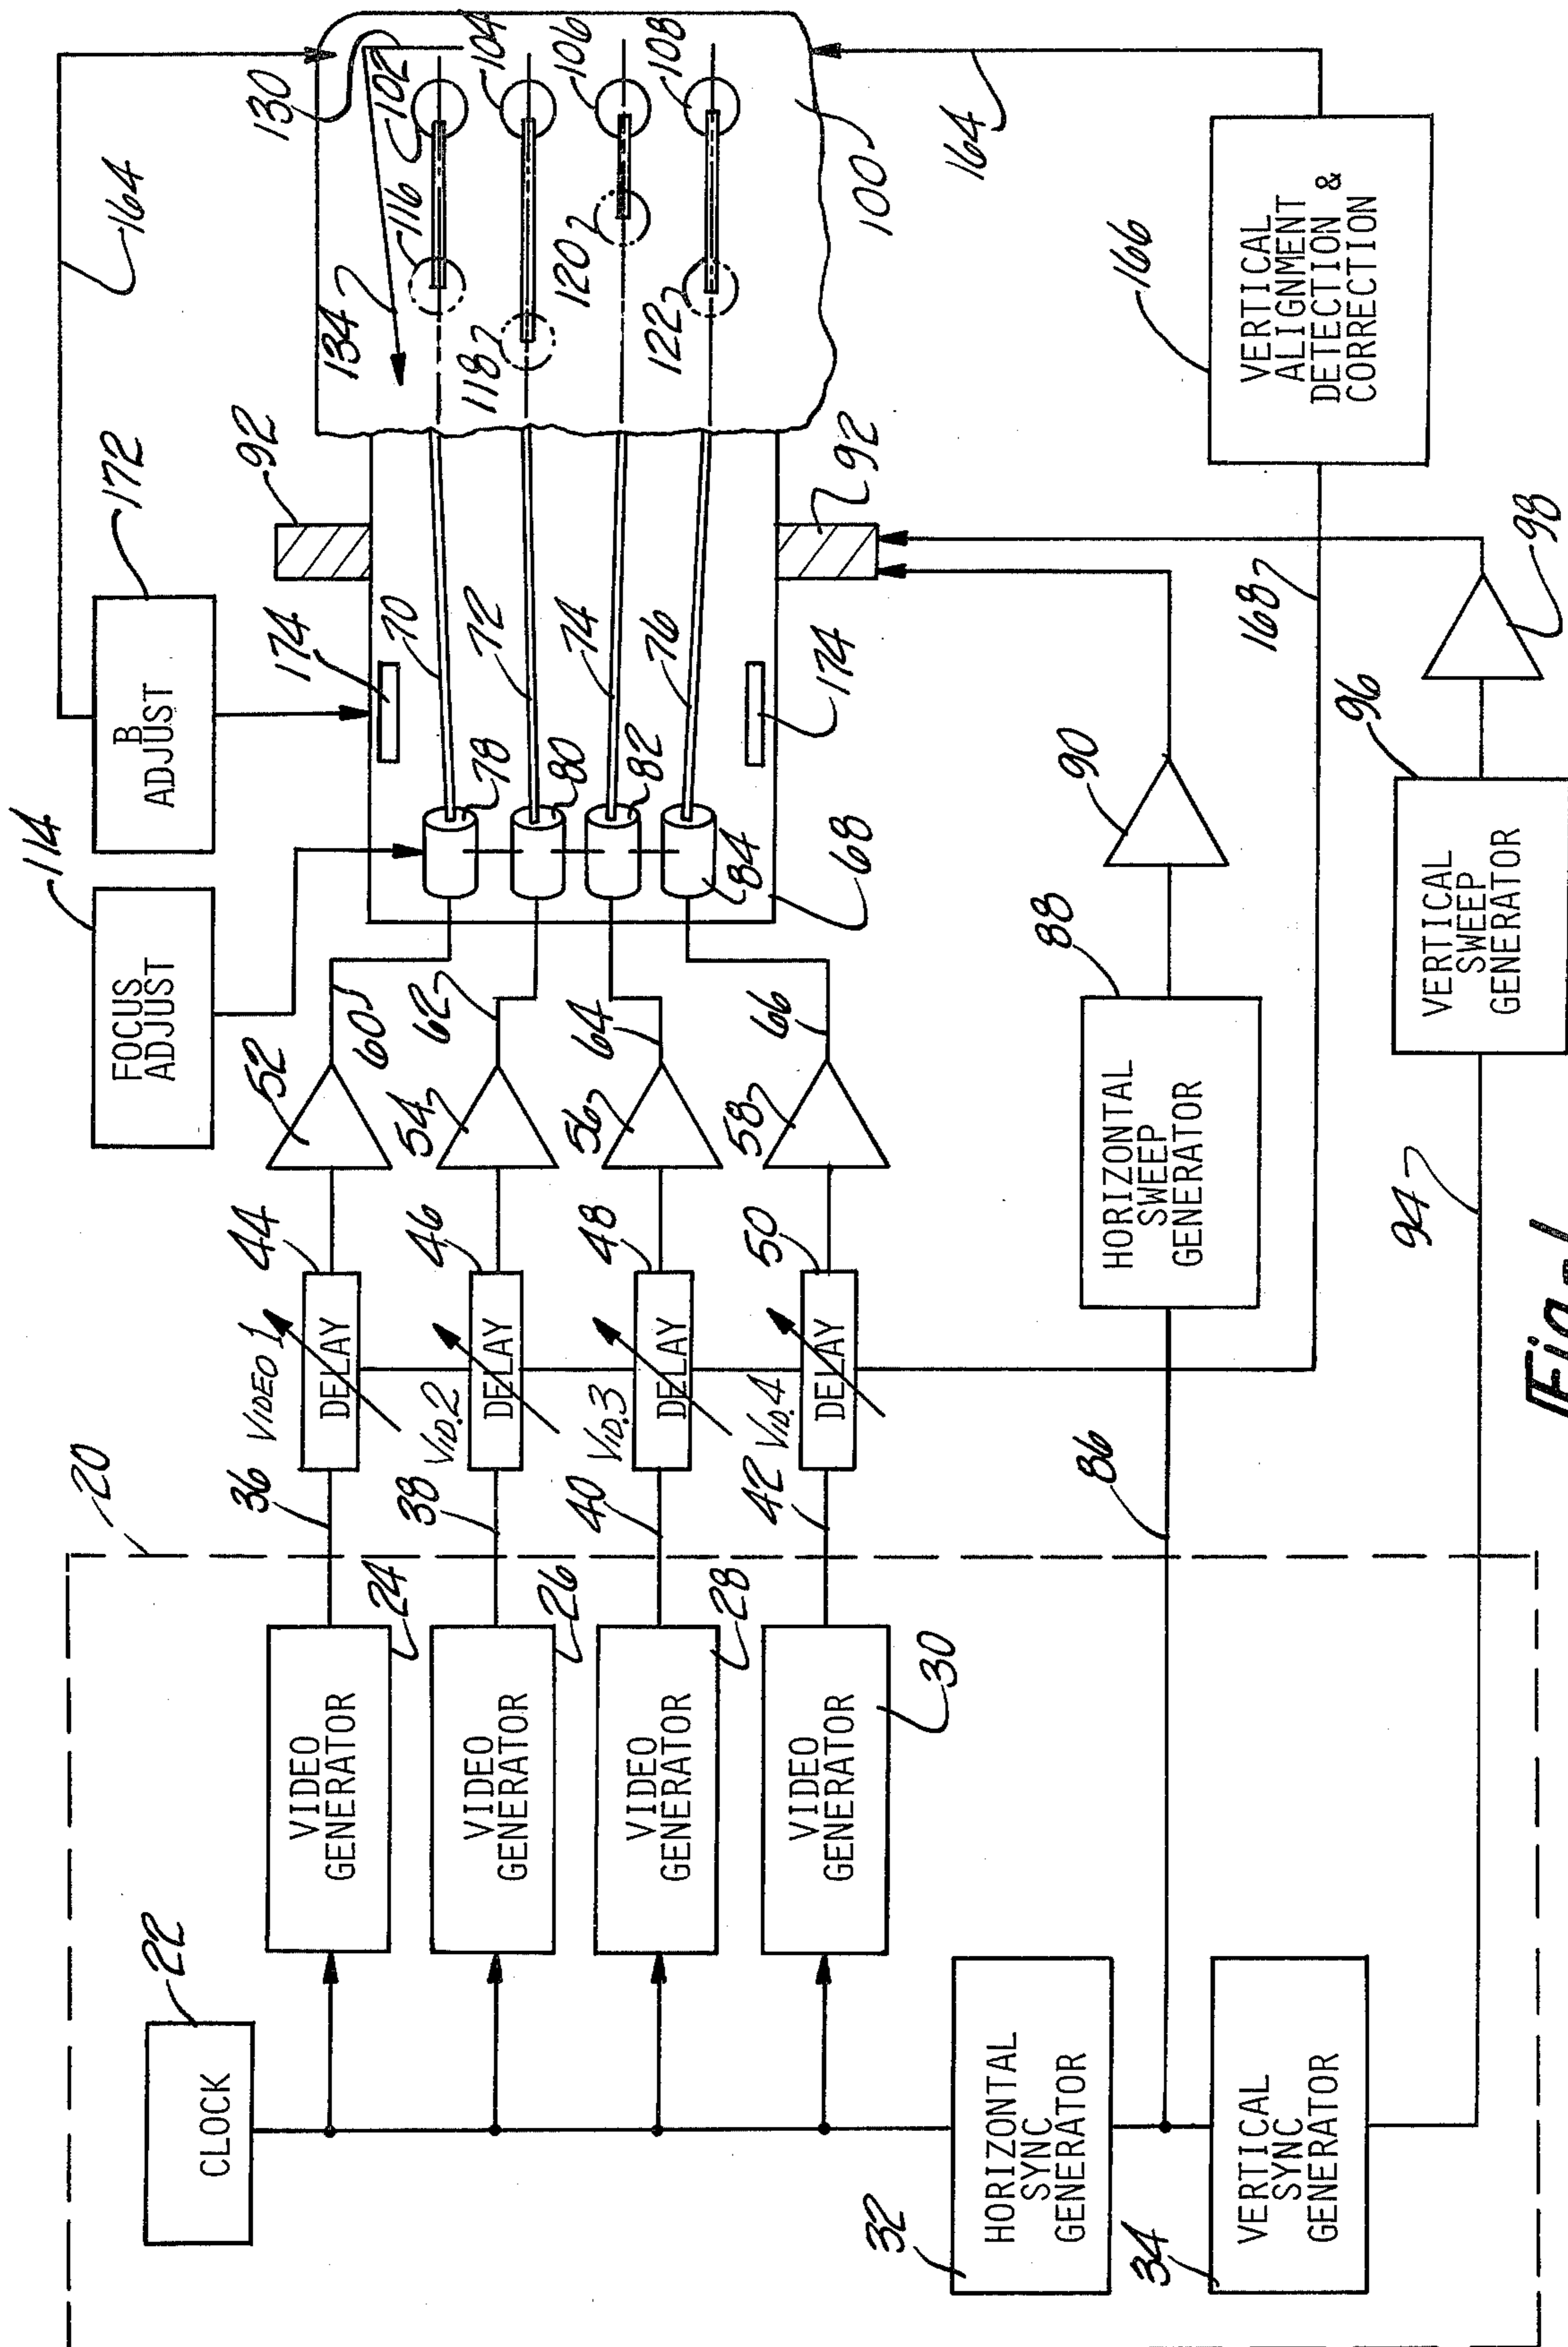 20
22
CLOCK
VIDEO
GENERATOR
24
VIDEO
GENERATOR
26
VIDEO
GENERATOR
28
VIDEO
GENERATOR
30
32
HORIZONTAL
SYNC
GENERATOR
34
VERTICAL
SYNC
GENERATOR
36
VIDEO 1
DELAY
44
38
VID.2
DELAY
46
40
VID.3
DELAY
48
42
VID.4
DELAY
50
52
60
54
62
56
64
58
66
114
FOCUS
ADJUST
172
B
ADJUST
164
174
92
70
72
74
76
78
80
82
84
174
68
92
130
102
134
116
104
118
106
120
108
122
100
164
86
88
HORIZONTAL
SWEEP
GENERATOR
90
168
166
VERTICAL
ALIGNMENT
DETECTION &
CORRECTION
94
96
VERTICAL
SWEEP
GENERATOR
98
Fig-1